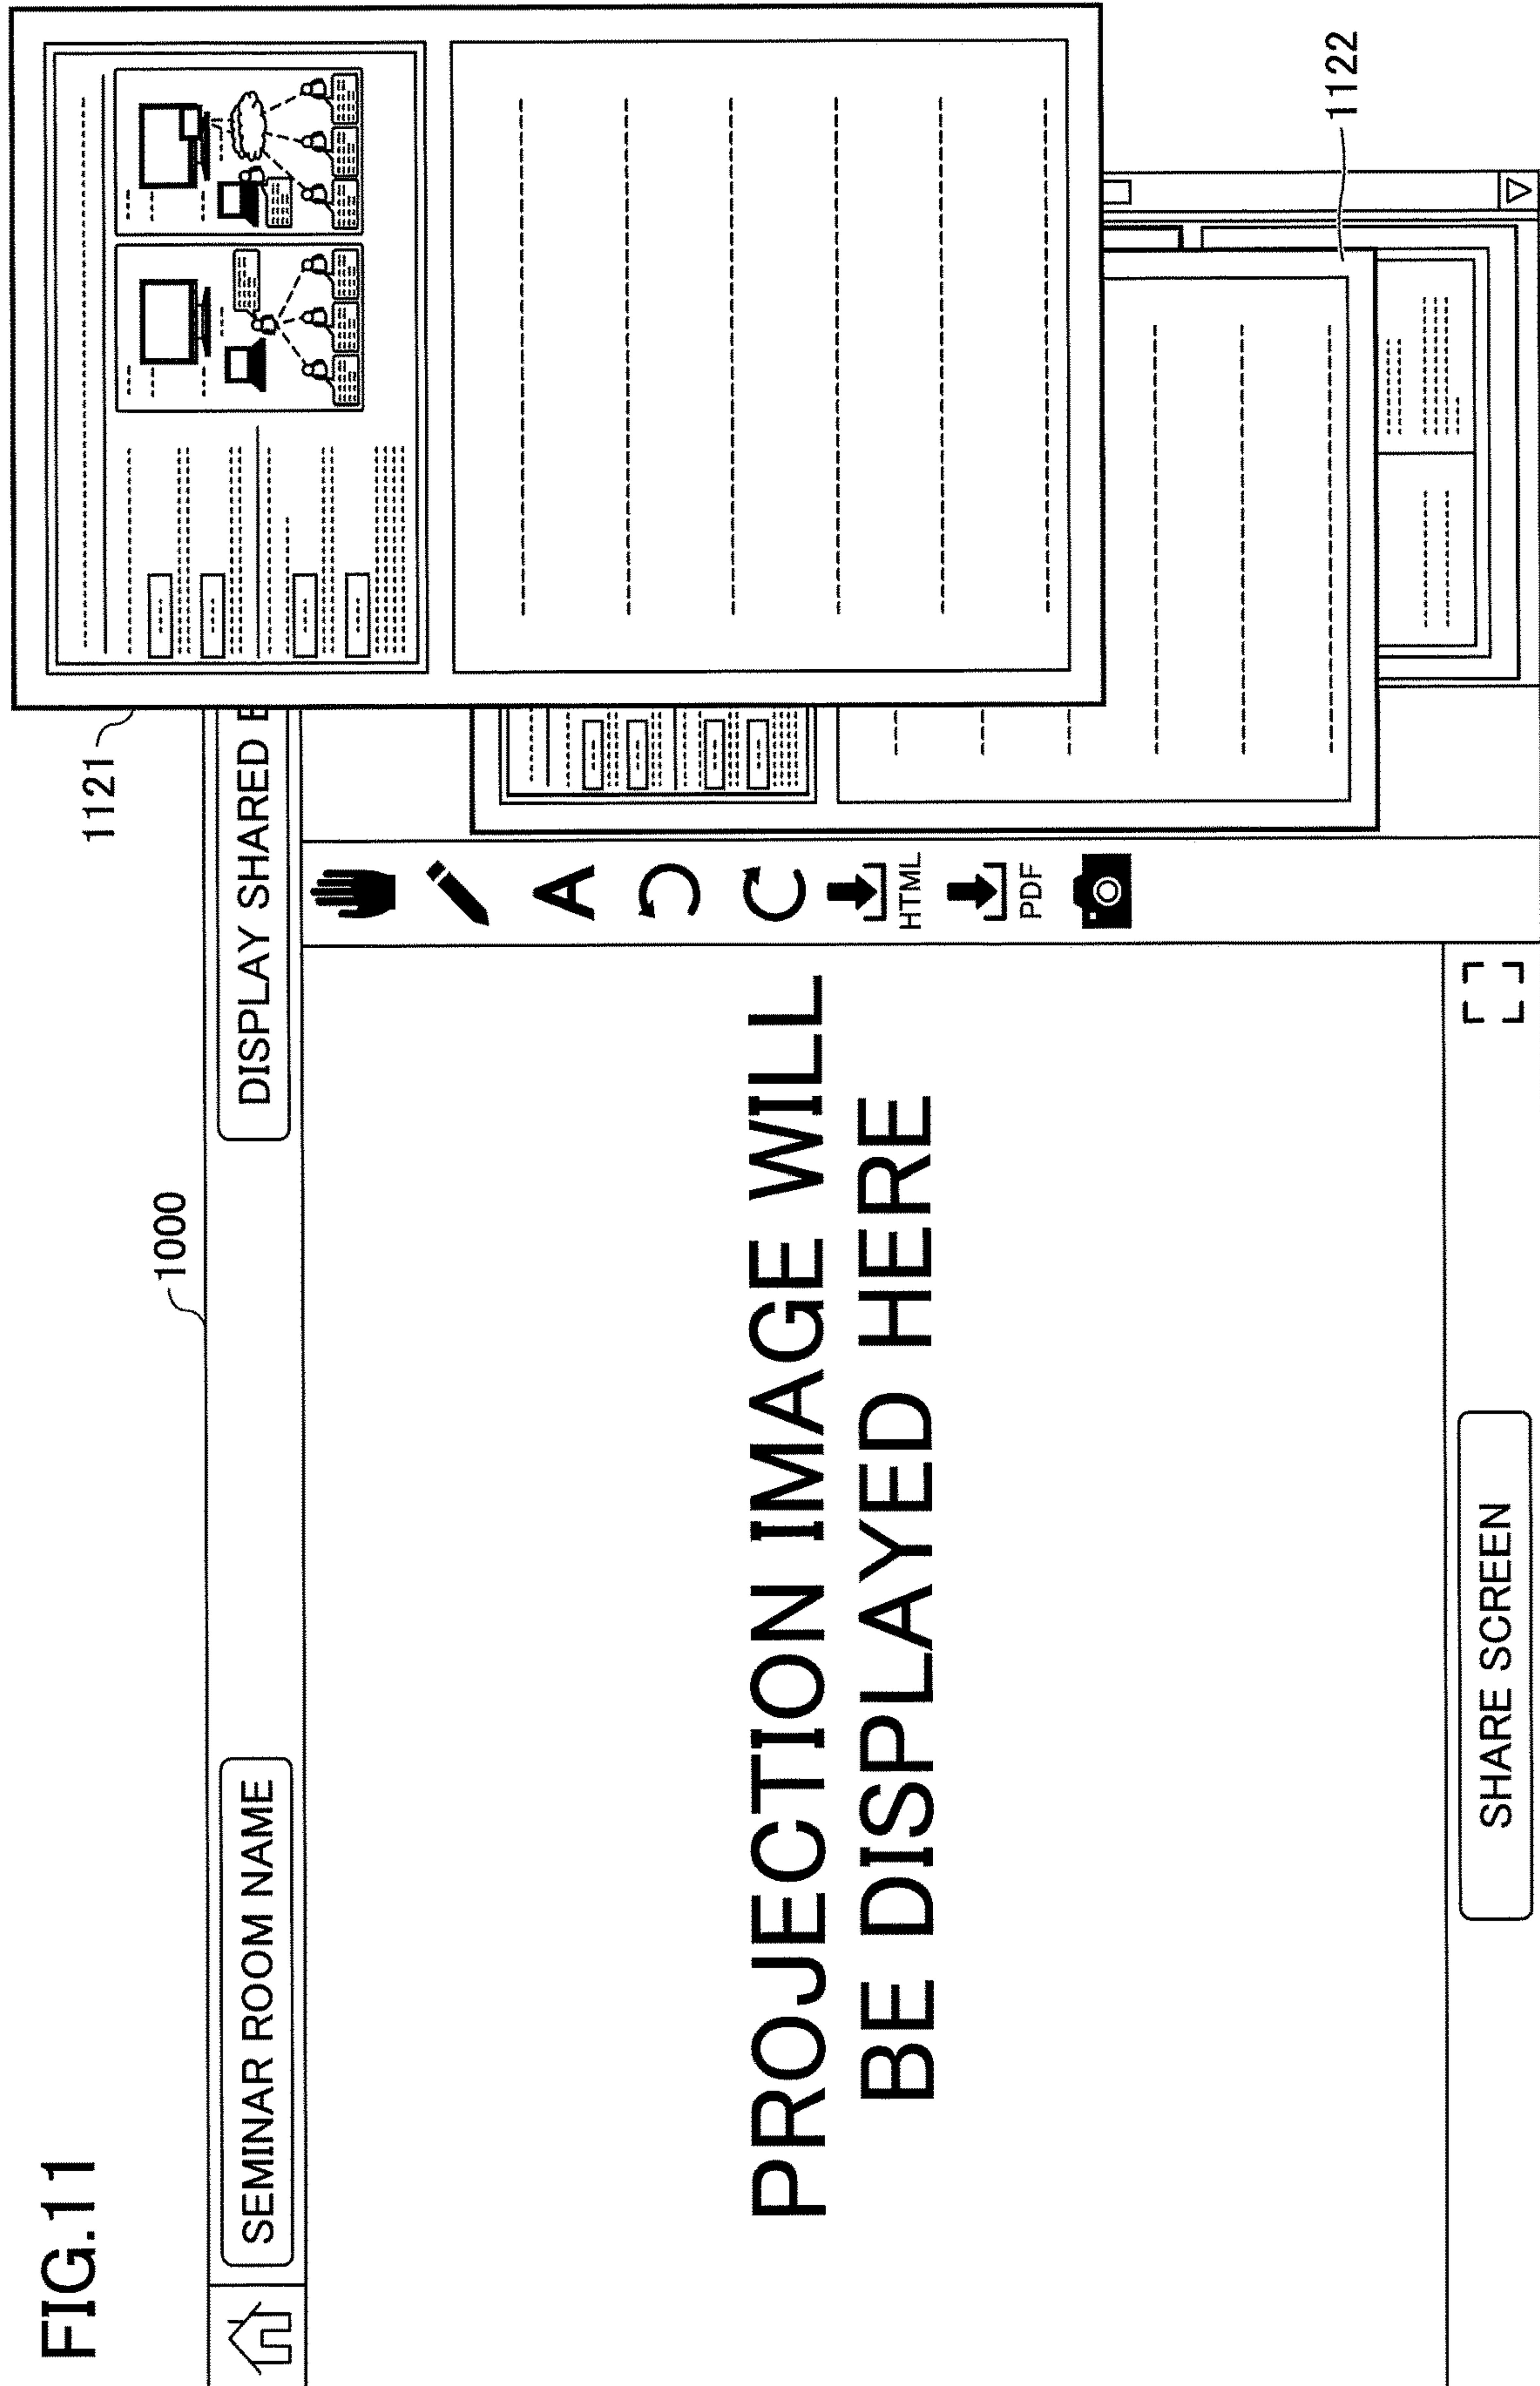 FIG.11
1000
1121
1122
SEMINAR ROOM NAME
DISPLAY SHARED
A
HTML
PDF
PROJECTION IMAGE WILL
BE DISPLAYED HERE
SHARE SCREEN